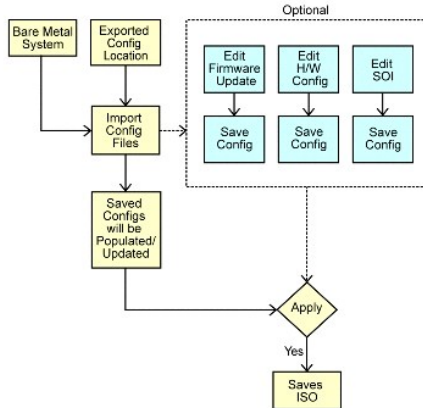 Optional
Bare Metal
System
Exported
Config
Location
Edit
Firmware
Update
Edit
H/W
Config
Edit
SOI
Import
Config
Files
Save
Config
Save
Config
Save
Config
Saved
Configs
will be
Populated/
Updated
Apply
Yes
Saves
ISO